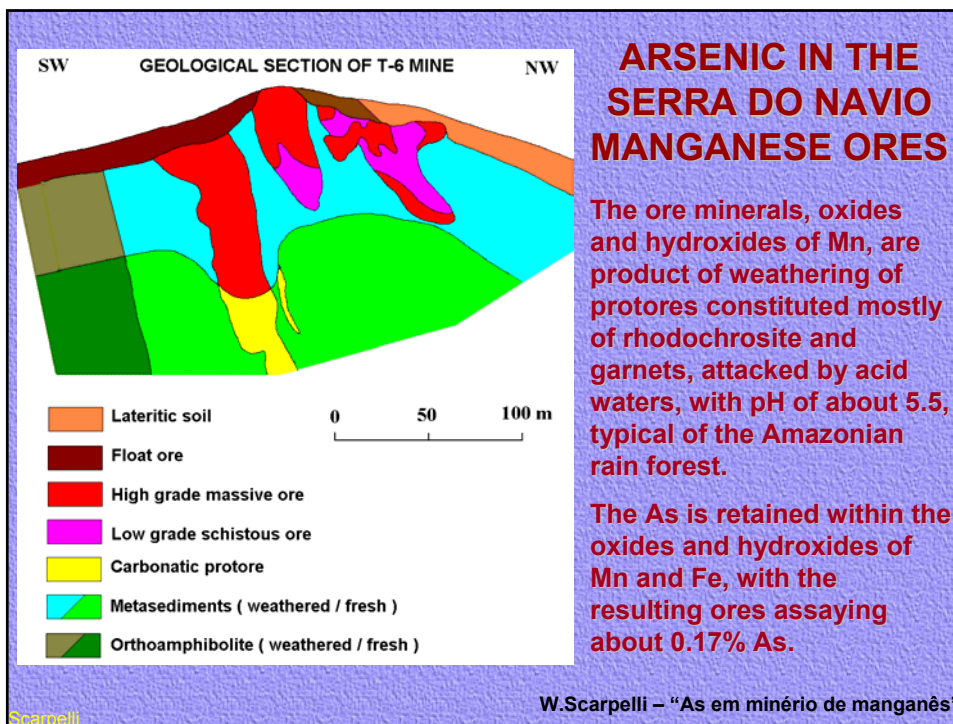 SW GEOLOGICAL SECTION OF T-6 MINE NW
0 50 100 m
Lateritic soil
Float ore
High grade massive ore
Low grade schistous ore
Carbonatic protore
Metasediments ( weathered / fresh )
Orthoamphibolite ( weathered / fresh )
ARSENIC IN THE
SERRA DO NAVIO
MANGANESE ORES
The ore minerals, oxides
and hydroxides of Mn, are
product of weathering of
protores constituted mostly
of rhodochrosite and
garnets, attacked by acid
waters, with pH of about 5.5,
typical of the Amazonian
rain forest.
The As is retained within the
oxides and hydroxides of
Mn and Fe, with the
resulting ores assaying
about 0.17% As.
W.Scarpelli – “As em minério de manganês”
Scarpelli